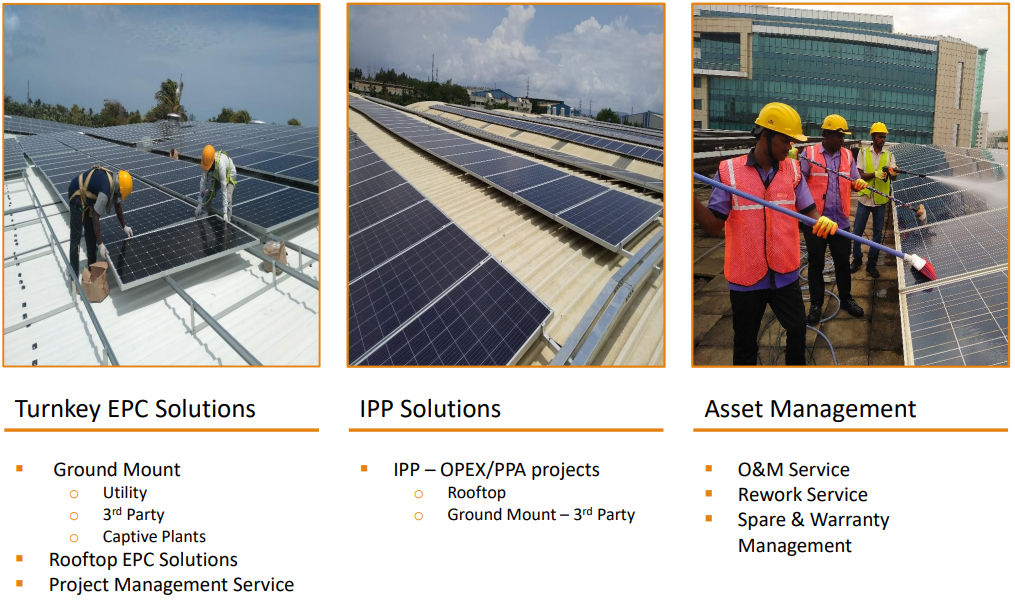 Turnkey EPC Solutions
▪ Ground Mount
o Utility
o 3rd Party
o Captive Plants
▪ Rooftop EPC Solutions
▪ Project Management Service
IPP Solutions
▪ IPP – OPEX/PPA projects
o Rooftop
o Ground Mount – 3rd Party
Asset Management
▪ O&M Service
▪ Rework Service
▪ Spare & Warranty
Management